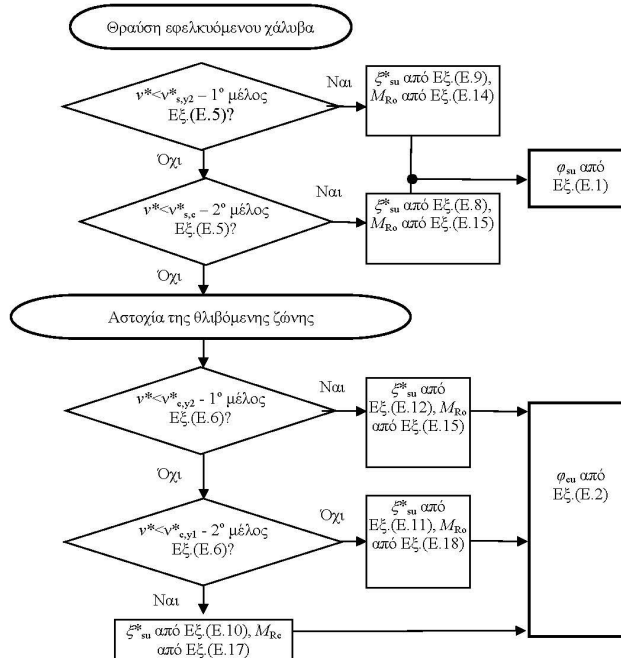 Θραύση εφελκυόμενου χάλυβα
ν*<ν*s,y2 – 1º μέλος
Εξ.(Ε.5)?
Ναι
ξ*su από Εξ.(Ε.9),
MRo από Εξ.(Ε.14)
Όχι
φsu από
Εξ.(Ε.1)
ν*<ν*s,c – 2º μέλος
Εξ.(Ε.5)?
Ναι
ξ*su από Εξ.(Ε.8),
MRo από Εξ.(Ε.15)
Όχι
Αστοχία της θλιβόμενης ζώνης
ν*<ν*c,y2 - 1º μέλος
Εξ.(Ε.6)?
Ναι
ξ*su από
Εξ.(Ε.12), MRo
από Εξ.(Ε.15)
Όχι
φcu από
Εξ.(Ε.2)
ν*<ν*c,y1 - 2º μέλος
Εξ.(Ε.6)?
Όχι
ξ*su από
Εξ.(Ε.11), MRo
από Εξ.(Ε.18)
Ναι
ξ*su από Εξ.(Ε.10), MRc
από Εξ.(Ε.17)